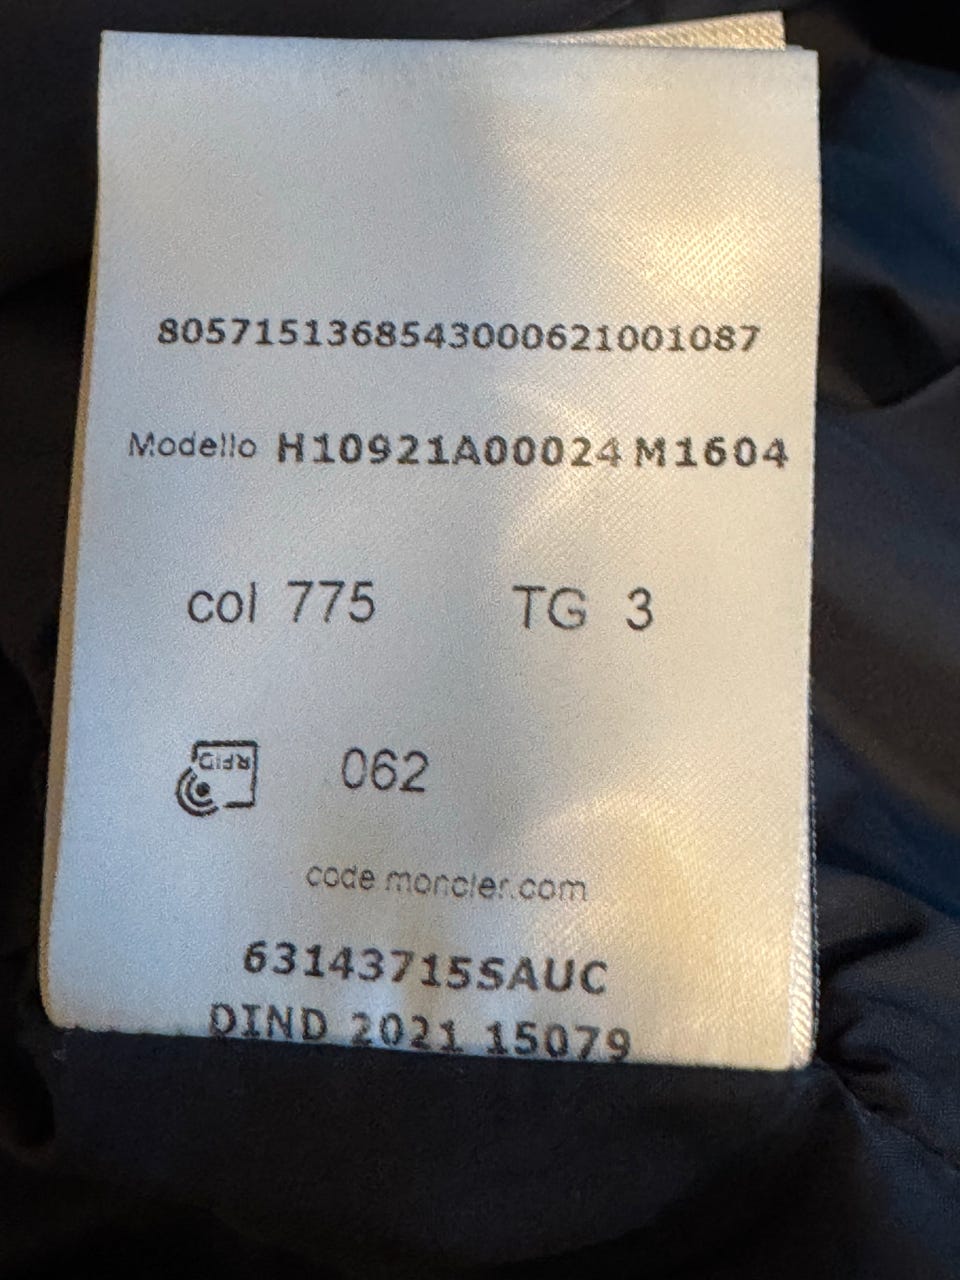 8057151368543000621001087
Modello H10921A00024 M1604
col 775 TG 3
RFID
062
code.moncler.com
63143715SAUC
DIND 2021 15079